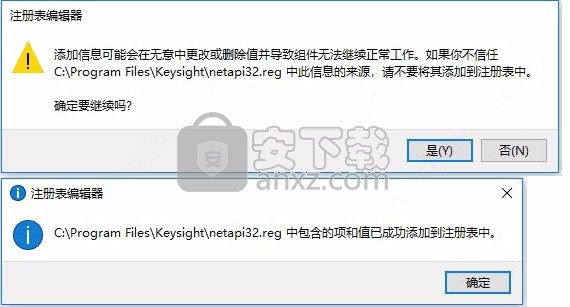 注册表编辑器
添加信息可能会在无意中更改或删除值并导致组件无法继续正常工作。如果你不信任
C:\Program Files\Keysight\netapi32.reg 中此信息的来源，请不要将其添加到注册表中。
确定要继续吗?
是(Y)
否(N)
安下载
anxz.com
注册表编辑器
C:\Program Files\Keysight\netapi32.reg 中包含的项和值已成功添加到注册表中。
确定